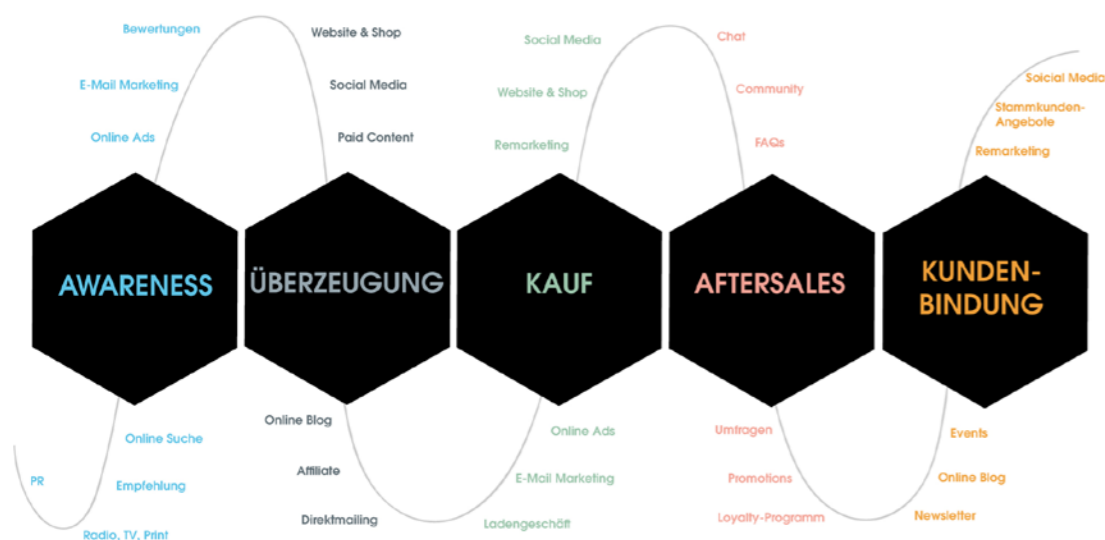 Bewertungen
E-Mail Marketing
Online Ads
Website & Shop
Social Media
Paid Content
Social Media
Website & Shop
Remarketing
Chat
Community
FAQs
Soicial Media
Stammkunden-
Angebote
Remarketing
AWARENESS
ÜBERZEUGUNG
KAUF
AFTERSALES
KUNDEN-
BINDUNG
PR
Online Suche
Empfehlung
Radio, TV, Print
Online Blog
Affiliate
Direktmailing
Online Ads
E-Mail Marketing
Ladengeschäft
Umfragen
Promotions
Loyalty-Programm
Events
Online Blog
Newsletter